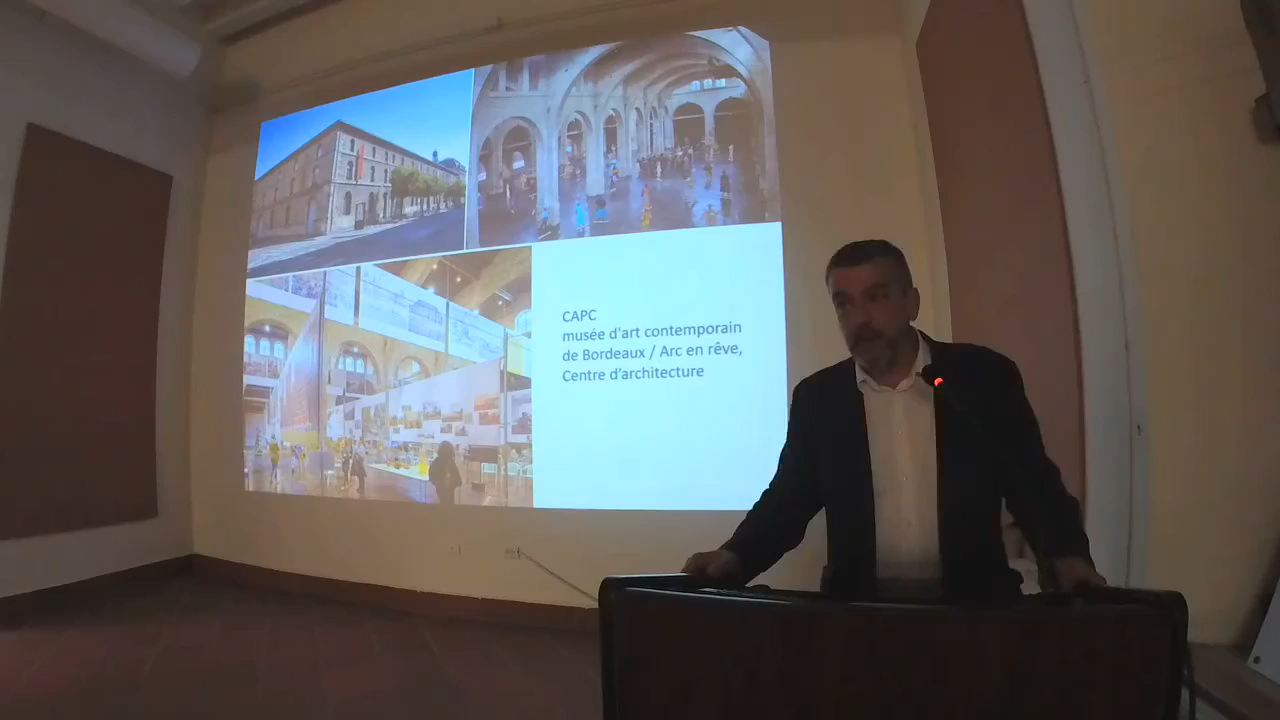 CAPC
musée d'art contemporain
de Bordeaux / Arc en rêve,
Centre d'architecture